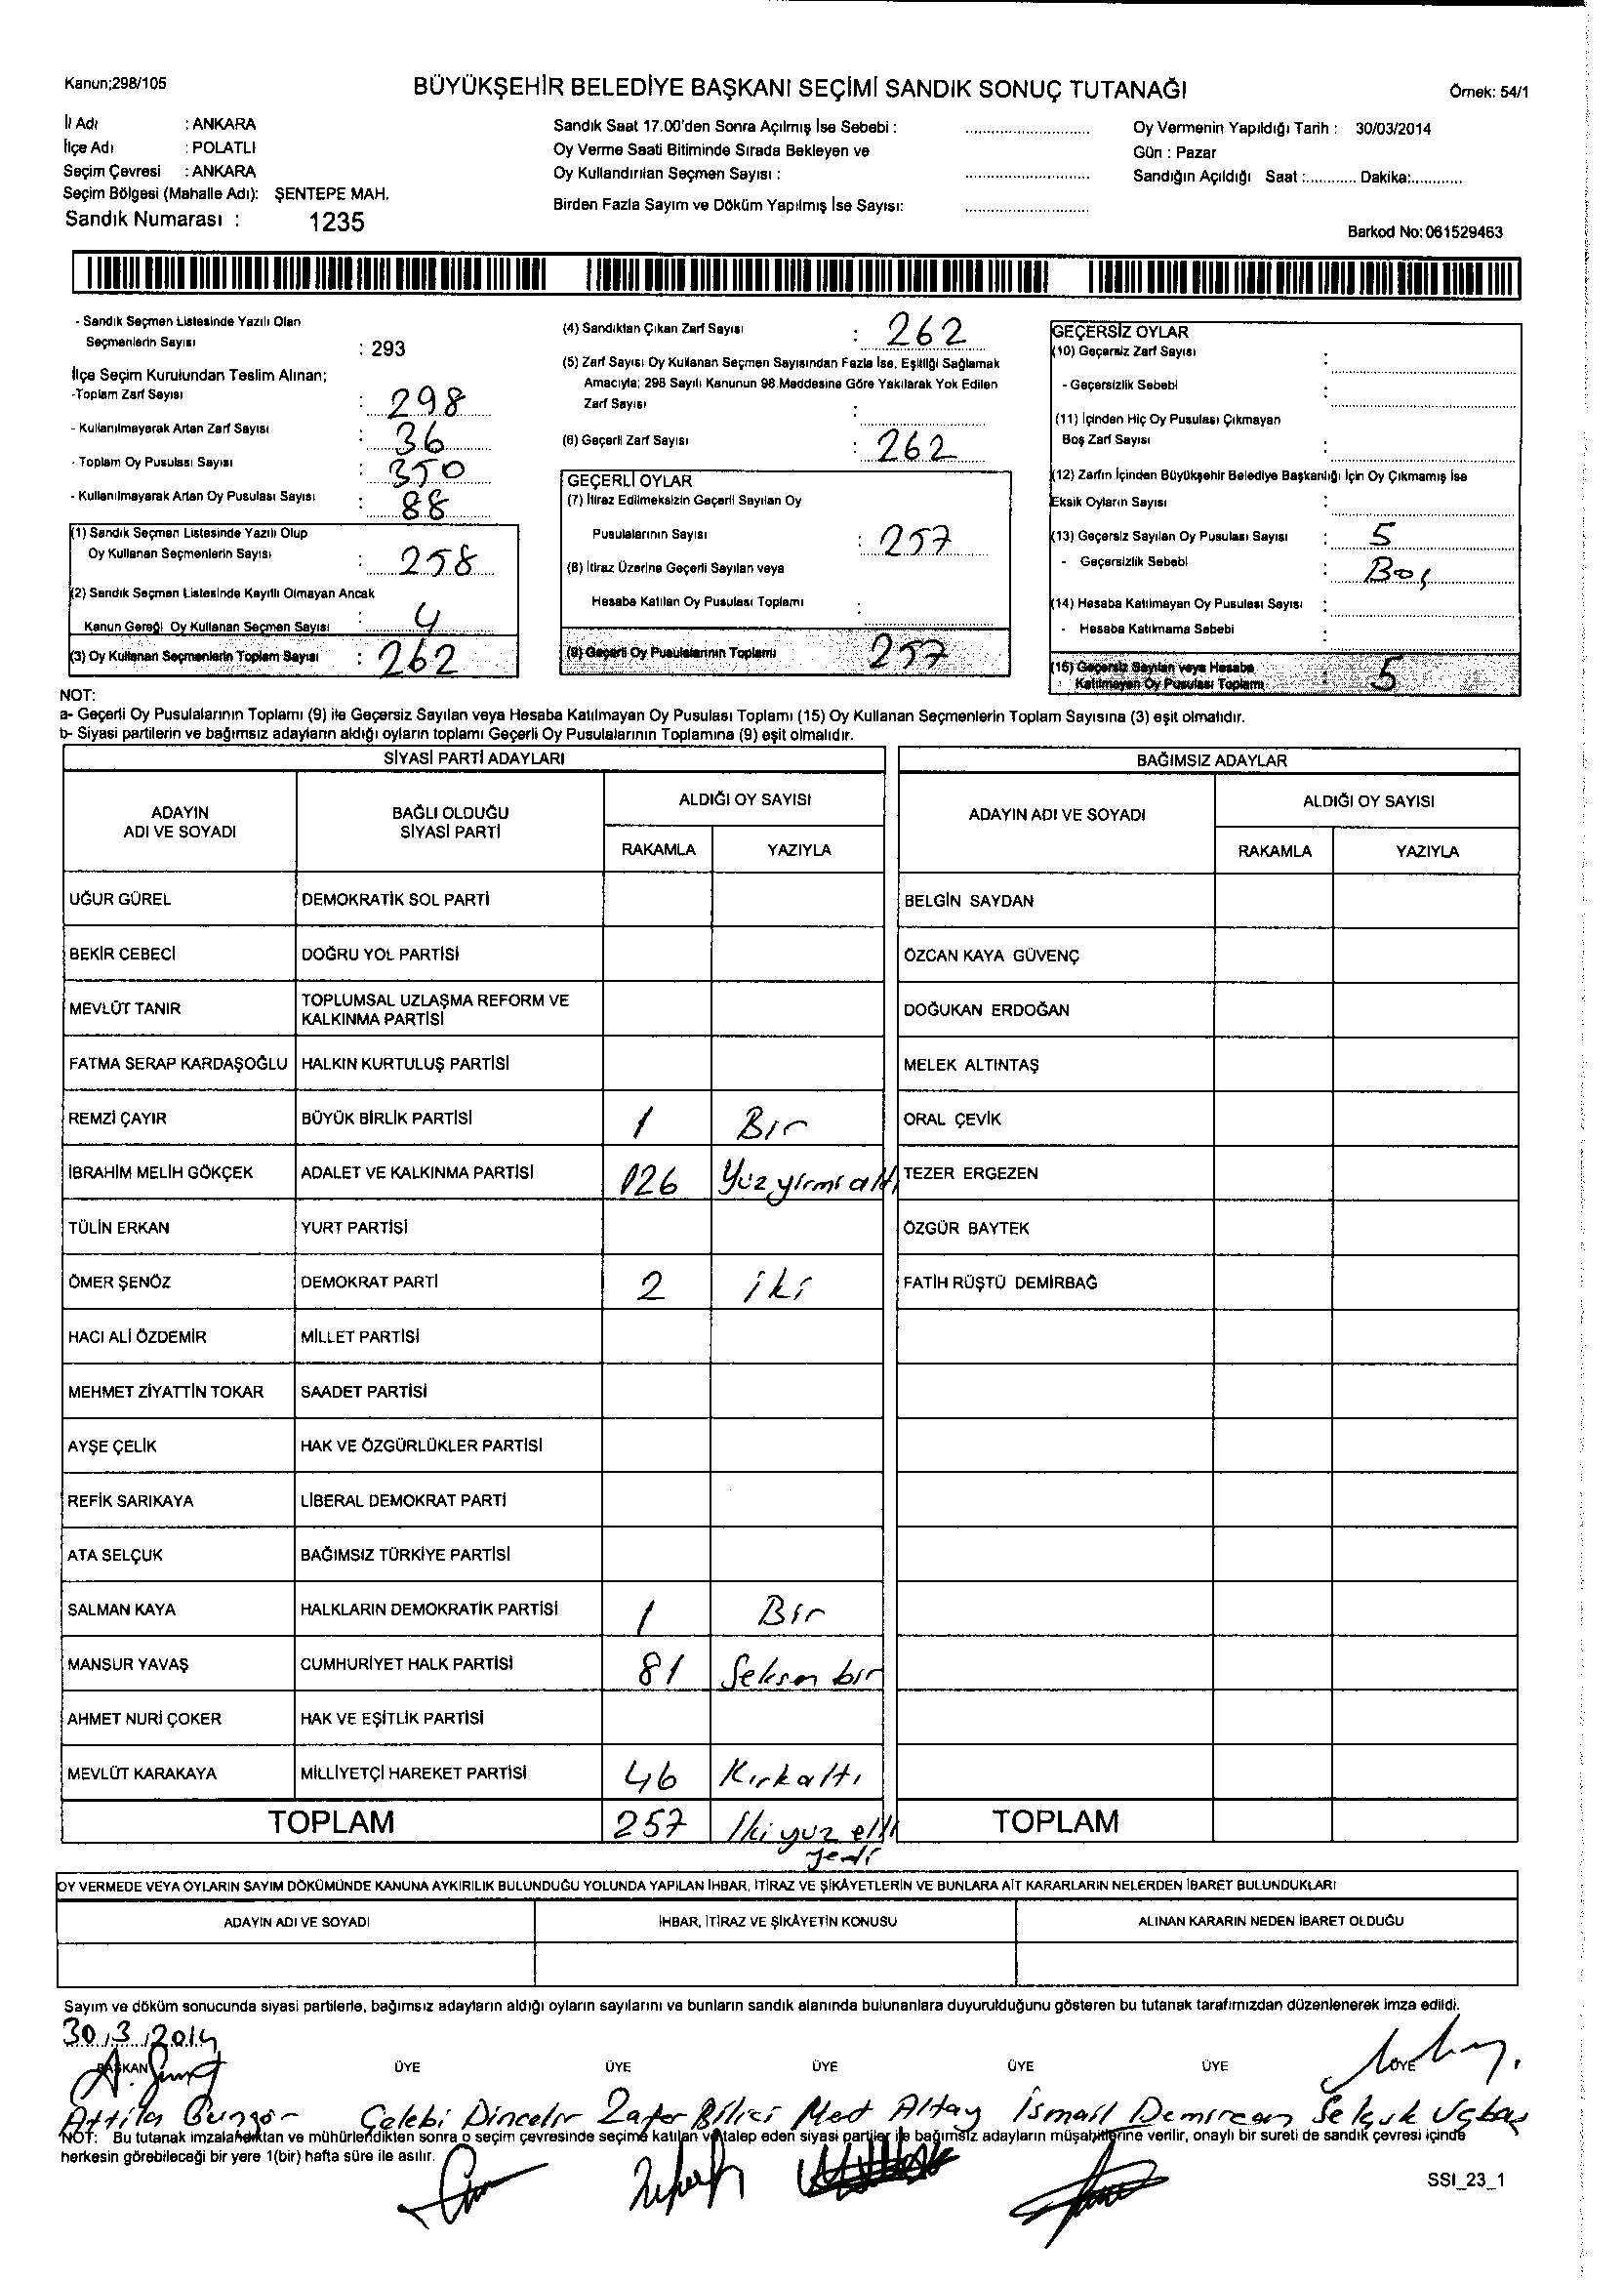 Kanun;298/105
BÜYÜKŞEHİR BELEDİYE BAŞKANI SEÇİMİ SANDIK SONUÇ TUTANAĞI
Örnek: 54/1
İl Adı : ANKARA
İlçe Adı : POLATLI
Seçim Çevresi : ANKARA
Seçim Bölgesi (Mahalle Adı): ŞENTEPE MAH.
Sandık Numarası : 1235
Sandık Saat 17.00'den Sonra Açılmış İse Sebebi :
Oy Verme Saati Bitiminde Sırada Bekleyen ve
Oy Kullandırılan Seçmen Sayısı :
Birden Fazla Sayım ve Döküm Yapılmış İse Sayısı:
Oy Vermenin Yapıldığı Tarih : 30/03/2014
Gün : Pazar
Sandığın Açıldığı Saat :........... Dakika:...........
Barkod No: 061529463
- Sandık Seçmen Listesinde Yazılı Olan
Seçmenlerin Sayısı : 293
İlçe Seçim Kurulundan Teslim Alınan;
-Toplam Zarf Sayısı : 298
- Kullanılmayarak Artan Zarf Sayısı : 36
- Toplam Oy Pusulası Sayısı : 350
- Kullanılmayarak Artan Oy Pusulası Sayısı : 88
(1) Sandık Seçmen Listesinde Yazılı Olup
Oy Kullanan Seçmenlerin Sayısı : 258
(2) Sandık Seçmen Listesinde Kayıtlı Olmayan Ancak
Kanun Gereği Oy Kullanan Seçmen Sayısı : 4
(3) Oy Kullanan Seçmenlerin Toplam Sayısı : 262
(4) Sandıktan Çıkan Zarf Sayısı : 262
(5) Zarf Sayısı Oy Kullanan Seçmen Sayısından Fazla İse, Eşitliği Sağlamak
Amacıyla; 298 Sayılı Kanunun 98.Maddesine Göre Yakılarak Yok Edilen
Zarf Sayısı :
(6) Geçerli Zarf Sayısı : 262
GEÇERLİ OYLAR
(7) İtiraz Edilmeksizin Geçerli Sayılan Oy
Pusulalarının Sayısı : 257
(8) İtiraz Üzerine Geçerli Sayılan veya
Hesaba Katılan Oy Pusulası Toplamı :
(9) Geçerli Oy Pusulalarının Toplamı 257
GEÇERSİZ OYLAR
(10) Geçersiz Zarf Sayısı :
- Geçersizlik Sebebi :
(11) İçinden Hiç Oy Pusulası Çıkmayan
Boş Zarf Sayısı :
(12) Zarfın İçinden Büyükşehir Belediye Başkanlığı İçin Oy Çıkmamış İse
Eksik Oyların Sayısı :
(13) Geçersiz Sayılan Oy Pusulası Sayısı : 5
- Geçersizlik Sebebi : Boş
(14) Hesaba Katılmayan Oy Pusulası Sayısı :
- Hesaba Katılmama Sebebi :
(15) Geçersiz Sayılan veya Hesaba
Katılmayan Oy Pusulası Toplamı : 5
NOT:
a- Geçerli Oy Pusulalarının Toplamı (9) ile Geçersiz Sayılan veya Hesaba Katılmayan Oy Pusulası Toplamı (15) Oy Kullanan Seçmenlerin Toplam Sayısına (3) eşit olmalıdır.
b- Siyasi partilerin ve bağımsız adayların aldığı oyların toplamı Geçerli Oy Pusulalarının Toplamına (9) eşit olmalıdır.
SİYASİ PARTİ ADAYLARI
ADAYIN ADI VE SOYADI
BAĞLI OLDUĞU SİYASİ PARTİ
ALDIĞI OY SAYISI
RAKAMLA YAZIYLA
UĞUR GÜREL DEMOKRATİK SOL PARTİ
BEKİR CEBECİ DOĞRU YOL PARTİSİ
MEVLÜT TANIR TOPLUMSAL UZLAŞMA REFORM VE
KALKINMA PARTİSİ
FATMA SERAP KARDAŞOĞLU HALKIN KURTULUŞ PARTİSİ
REMZİ ÇAYIR BÜYÜK BİRLİK PARTİSİ 1 Bir
İBRAHİM MELİH GÖKÇEK ADALET VE KALKINMA PARTİSİ 126 Yüz yirmi altı
TÜLİN ERKAN YURT PARTİSİ
ÖMER ŞENÖZ DEMOKRAT PARTİ 2 iki
HACI ALİ ÖZDEMİR MİLLET PARTİSİ
MEHMET ZİYATTİN TOKAR SAADET PARTİSİ
AYŞE ÇELİK HAK VE ÖZGÜRLÜKLER PARTİSİ
REFİK SARIKAYA LİBERAL DEMOKRAT PARTİ
ATA SELÇUK BAĞIMSIZ TÜRKİYE PARTİSİ
SALMAN KAYA HALKLARIN DEMOKRATİK PARTİSİ 1 Bir
MANSUR YAVAŞ CUMHURİYET HALK PARTİSİ 81 Seksen bir
AHMET NURİ ÇOKER HAK VE EŞİTLİK PARTİSİ
MEVLÜT KARAKAYA MİLLİYETÇİ HAREKET PARTİSİ 46 Kırkaltı
TOPLAM 257 İkiyüz elli
yedi
BAĞIMSIZ ADAYLAR
ADAYIN ADI VE SOYADI
ALDIĞI OY SAYISI
RAKAMLA YAZIYLA
BELGİN SAYDAN
ÖZCAN KAYA GÜVENÇ
DOĞUKAN ERDOĞAN
MELEK ALTINTAŞ
ORAL ÇEVİK
TEZER ERGEZEN
ÖZGÜR BAYTEK
FATİH RÜŞTÜ DEMİRBAĞ
TOPLAM
OY VERMEDE VEYA OYLARIN SAYIM DÖKÜMÜNDE KANUNA AYKIRILIK BULUNDUĞU YOLUNDA YAPILAN İHBAR, İTİRAZ VE ŞİKÂYETLERİN VE BUNLARA AİT KARARLARIN NELERDEN İBARET BULUNDUKLARI
ADAYIN ADI VE SOYADI İHBAR, İTİRAZ VE ŞİKÂYETİN KONUSU ALINAN KARARIN NEDEN İBARET OLDUĞU
Sayım ve döküm sonucunda siyasi partilerle, bağımsız adayların aldığı oyların sayılarını ve bunların sandık alanında bulunanlara duyurulduğunu gösteren bu tutanak tarafımızdan düzenlenerek imza edildi.
30.3.2014
BAŞKAN ÜYE ÜYE ÜYE ÜYE ÜYE ÜYE
Attila Güngör Çelebi Dincelir Zafer Bilici Altay İsmail Demircan Selçuk
NOT: Bu tutanak imzalandıktan ve mühürlendikten sonra o seçim çevresinde seçime katılan ve talep eden siyasi partiler ile bağımsız adayların müşahitlerine verilir, onaylı bir sureti de sandık çevresi içinde
herkesin görebileceği bir yere 1(bir) hafta süre ile asılır.
SSI_23_1